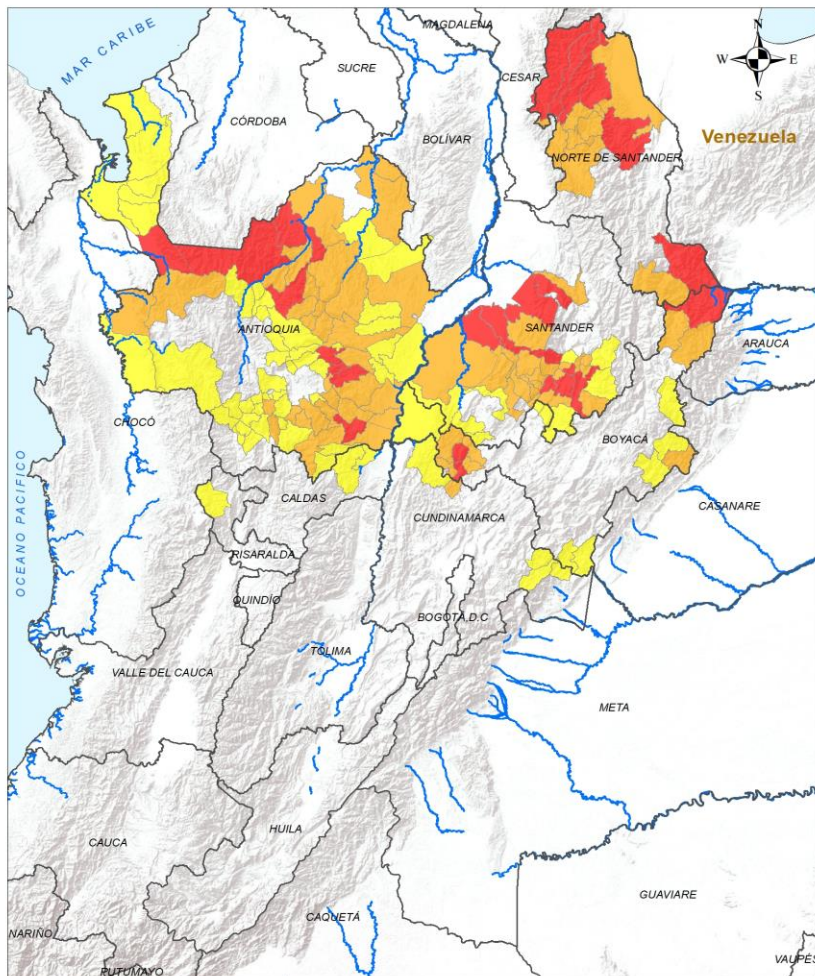 MAGDALENA
MAR CARIBE
SUCRE
CESAR
N
W E
S
CÓRDOBA
BOLÍVAR
Venezuela
NORTE DE SANTANDER
ANTIOQUIA
SANTANDER
ARAUCA
CHOCÓ
BOYACÁ
CALDAS
CASANARE
CUNDINAMARCA
OCEANO PACIFICO
RISARALDA
QUINDÍO
BOGOTÁ, D.C
TOLIMA
VALLE DEL CAUCA
META
HUILA
CAUCA
GUAVIARE
CAQUETÁ
NARIÑO
VAUPÉS
PUTUMAYO